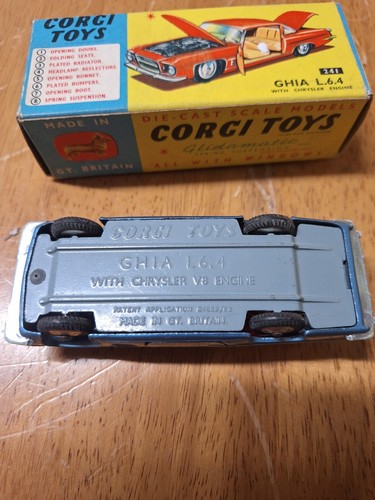 CORGI
TOYS
1 OPENING DOORS.
2 FOLDING SEATS.
3 PLATED RADIATOR.
4 HEADLAMP REFLECTORS.
5 OPENING BONNET.
6 PLATED BUMPERS.
7 OPENING BOOT.
8 SPRING SUSPENSION.
241
GHIA L.6.4
WITH CHRYSLER ENGINE
MADE IN
GT. BRITAIN
DIE-CAST SCALE MODELS
CORGI TOYS
Glidamatic
ALL WITH WINDOWS
CORGI TOYS
GHIA L.6.4
WITH CHRYSLER V8 ENGINE
PATENT APPLICATION
MADE IN GT. BRITAIN